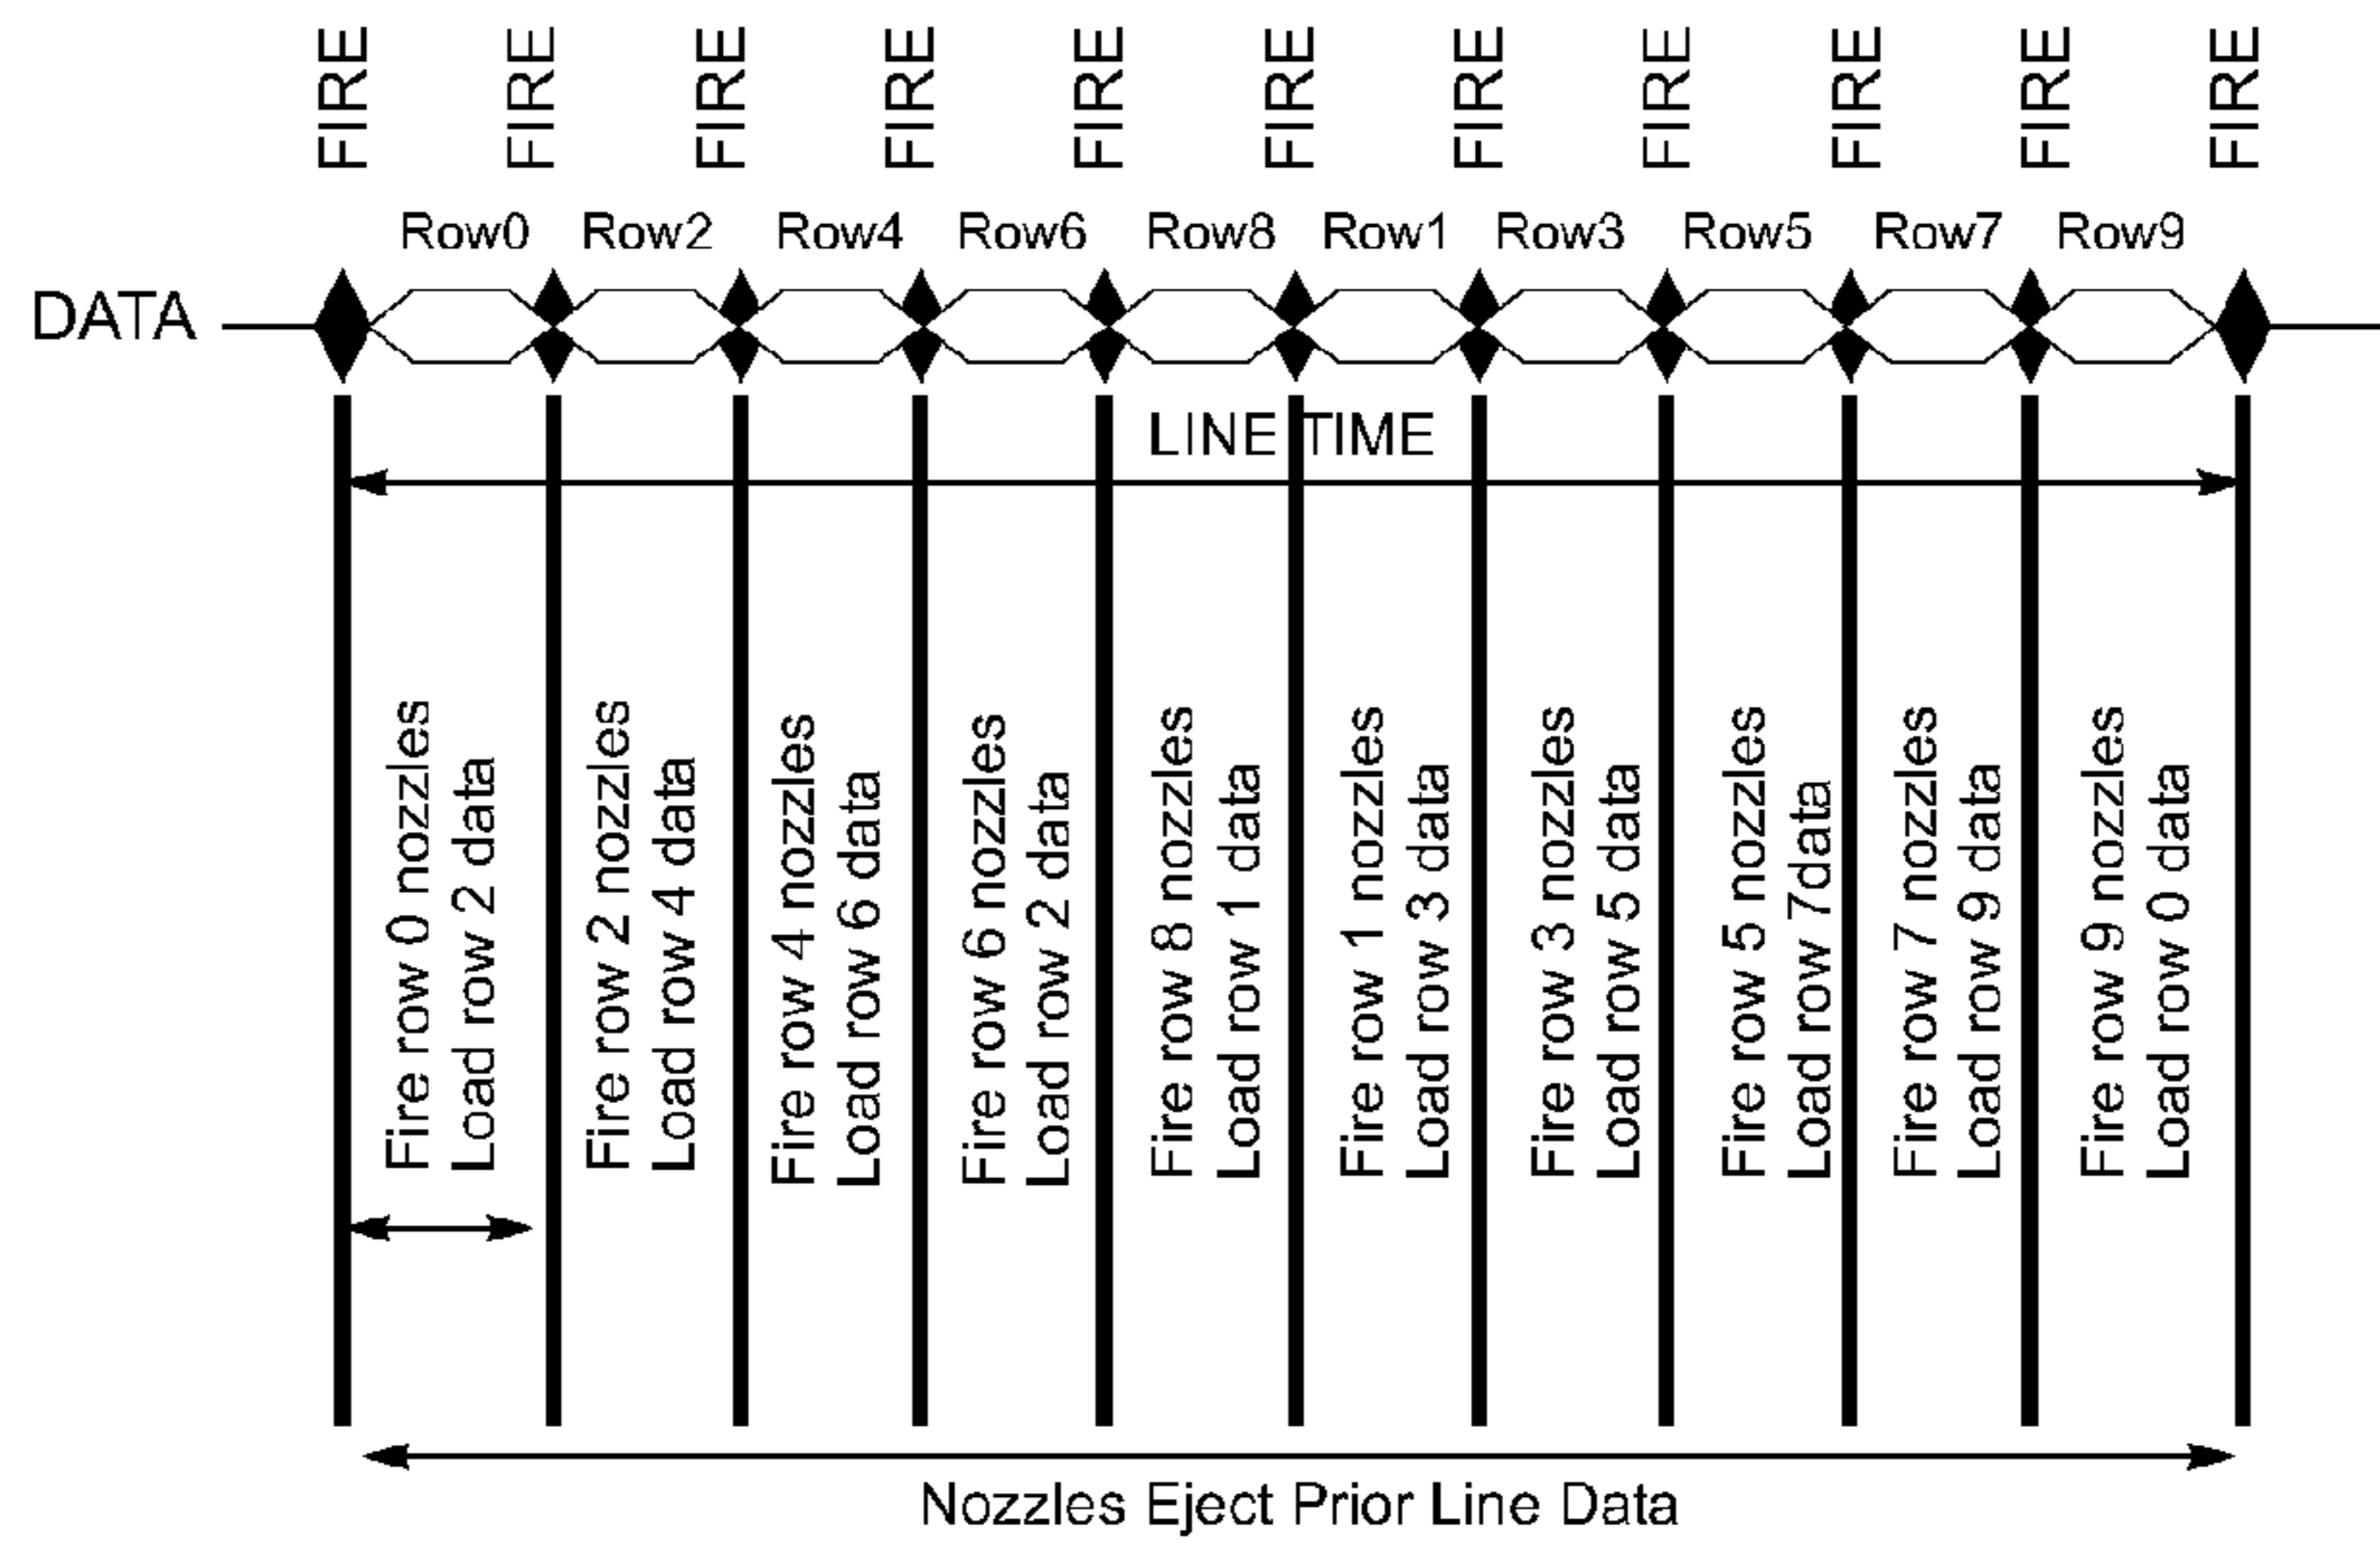 FIRE FIRE FIRE FIRE FIRE FIRE FIRE FIRE FIRE FIRE FIRE
Row0 Row2 Row4 Row6 Row8 Row1 Row3 Row5 Row7 Row9
DATA
LINE TIME
Fire row 0 nozzles
Load row 2 data
Fire row 2 nozzles
Load row 4 data
Fire row 4 nozzles
Load row 6 data
Fire row 6 nozzles
Load row 2 data
Fire row 8 nozzles
Load row 1 data
Fire row 1 nozzles
Load row 3 data
Fire row 3 nozzles
Load row 5 data
Fire row 5 nozzles
Load row 7data
Fire row 7 nozzles
Load row 9 data
Fire row 9 nozzles
Load row 0 data
Nozzles Eject Prior Line Data